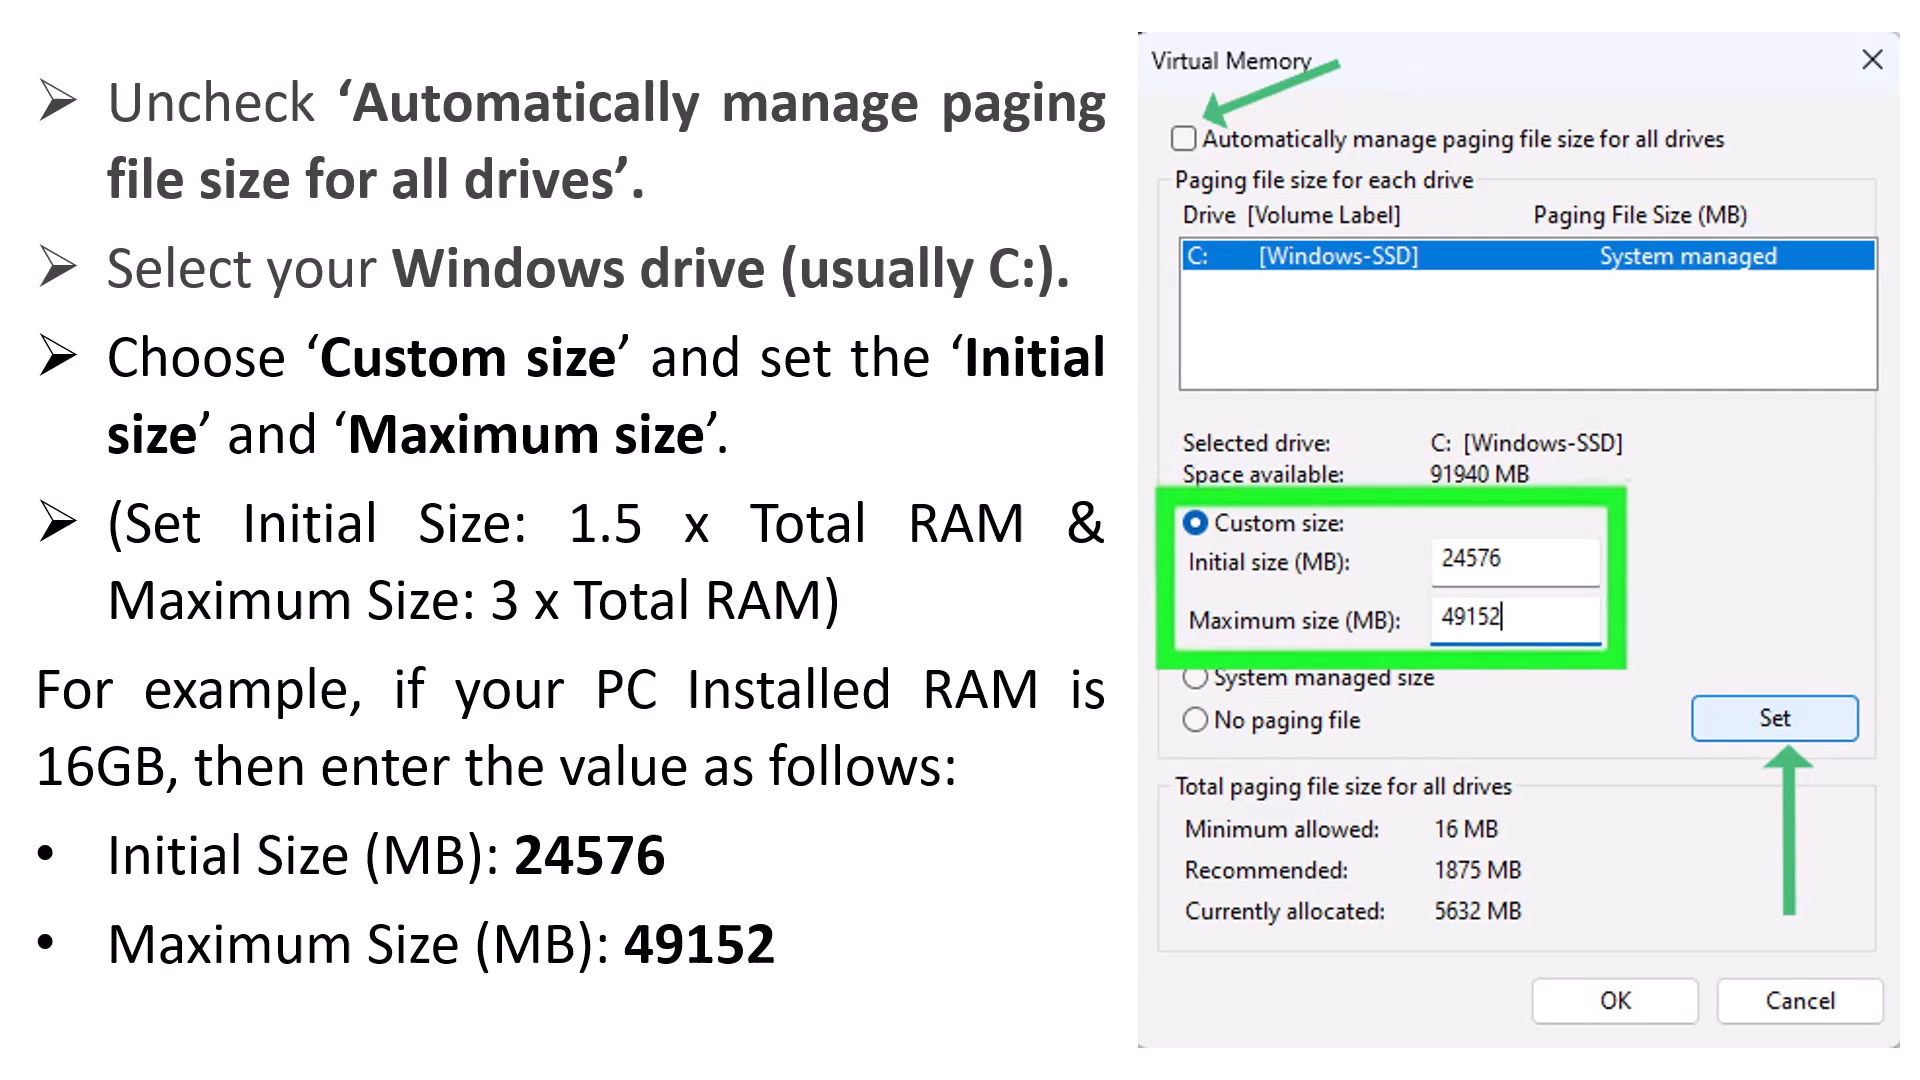 ➢ Uncheck ‘Automatically manage paging
file size for all drives’.
➢ Select your Windows drive (usually C:).
➢ Choose ‘Custom size’ and set the ‘Initial
size’ and ‘Maximum size’.
➢ (Set Initial Size: 1.5 x Total RAM &
Maximum Size: 3 x Total RAM)
For example, if your PC Installed RAM is
16GB, then enter the value as follows:
• Initial Size (MB): 24576
• Maximum Size (MB): 49152
Virtual Memory
Automatically manage paging file size for all drives
Paging file size for each drive
Drive [Volume Label] Paging File Size (MB)
C: [Windows-SSD] System managed
Selected drive: C: [Windows-SSD]
Space available: 91940 MB
Custom size:
Initial size (MB): 24576
Maximum size (MB): 49152
System managed size
No paging file Set
Total paging file size for all drives
Minimum allowed: 16 MB
Recommended: 1875 MB
Currently allocated: 5632 MB
OK Cancel